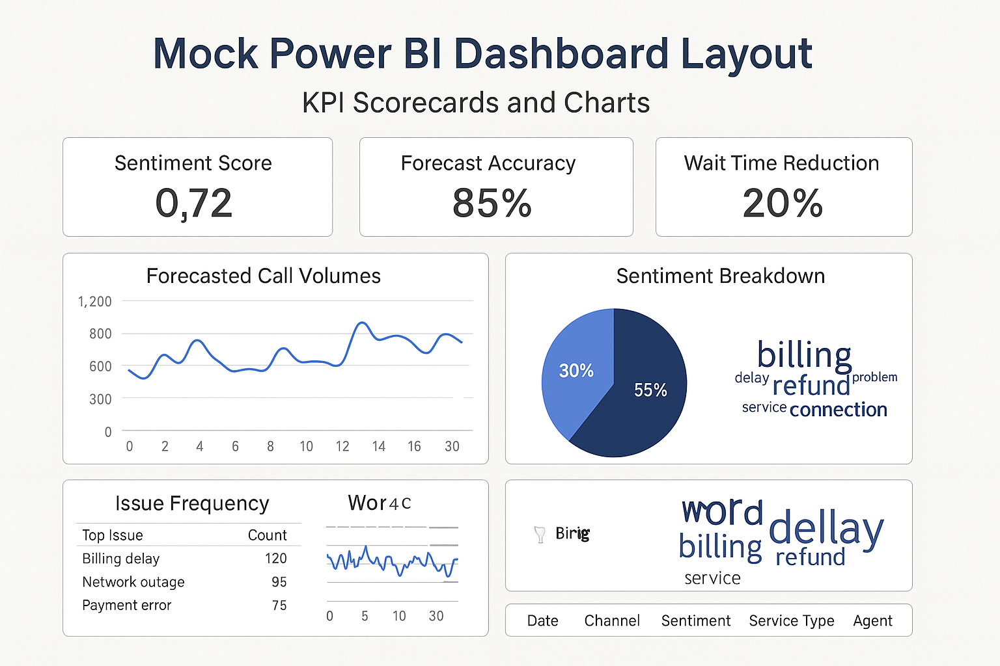 Mock Power BI Dashboard Layout
KPI Scorecards and Charts
Sentiment Score
0,72
Forecast Accuracy
85%
Wait Time Reduction
20%
Forecasted Call Volumes
1,200
800
600
300
0
0 2 4 6 8 10 12 14 16 30
Sentiment Breakdown
30%
55%
billing
delay refund problem
service connection
Issue Frequency
Top Issue Count
Billing delay 120
Network outage 95
Payment error 75
Wor4C
0 5 10 30
Birig
word dellay
billing refund
service
Date Channel Sentiment Service Type Agent